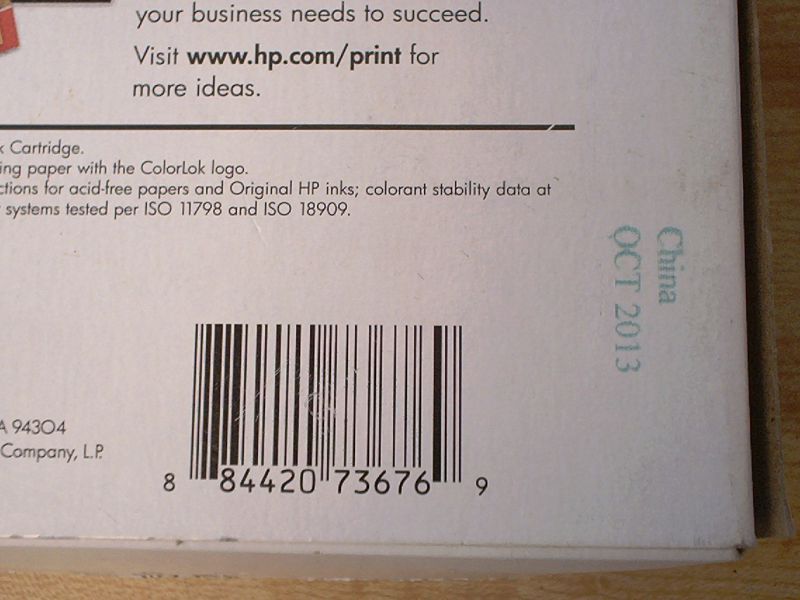 your business needs to succeed.
Visit www.hp.com/print for
more ideas.
Cartridge.
paper with the ColorLok logo.
for acid-free papers and Original HP inks; colorant stability data at
systems tested per ISO 11798 and ISO 18909.
China
OCT 2013
94304
Company, L.P.
8 84420 73676 9